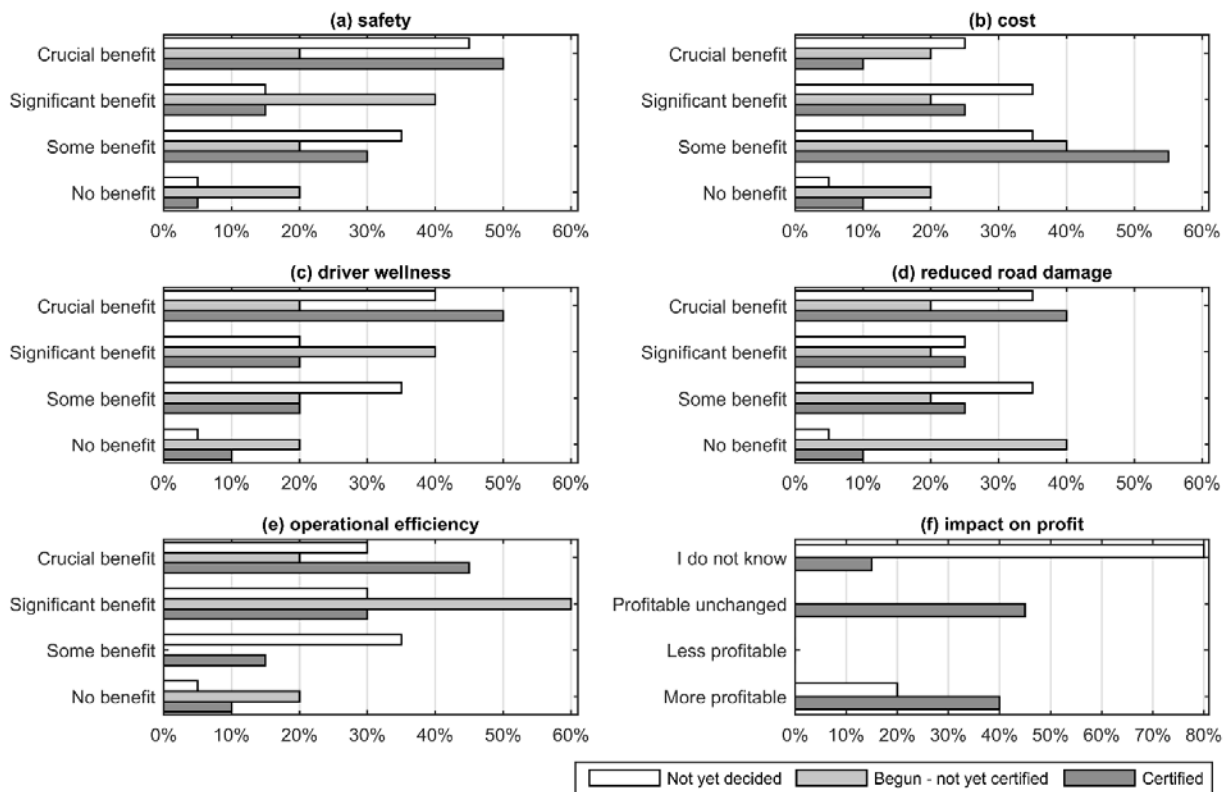 (a) safety
Crucial benefit
Significant benefit
Some benefit
No benefit
0% 10% 20% 30% 40% 50% 60%
(b) cost
Crucial benefit
Significant benefit
Some benefit
No benefit
0% 10% 20% 30% 40% 50% 60%
(c) driver wellness
Crucial benefit
Significant benefit
Some benefit
No benefit
0% 10% 20% 30% 40% 50% 60%
(d) reduced road damage
Crucial benefit
Significant benefit
Some benefit
No benefit
0% 10% 20% 30% 40% 50% 60%
(e) operational efficiency
Crucial benefit
Significant benefit
Some benefit
No benefit
0% 10% 20% 30% 40% 50% 60%
(f) impact on profit
I do not know
Profitable unchanged
Less profitable
More profitable
0% 10% 20% 30% 40% 50% 60% 70% 80%
Not yet decided Begun - not yet certified Certified